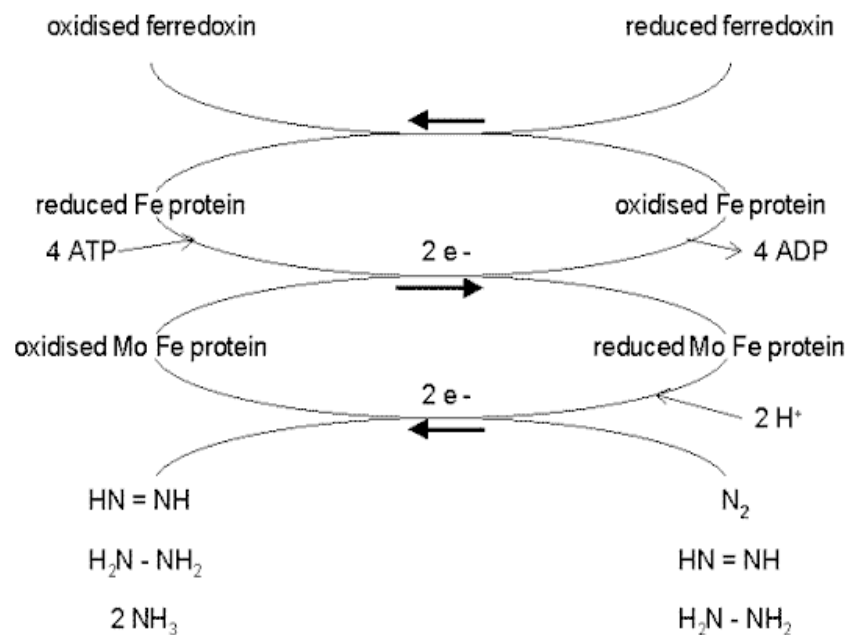 oxidised ferredoxin reduced ferredoxin
reduced Fe protein oxidised Fe protein
4 ATP 2 e - 4 ADP
oxidised Mo Fe protein reduced Mo Fe protein
2 e -
2 H⁺
HN = NH N₂
H₂N - NH₂ HN = NH
2 NH₃ H₂N - NH₂